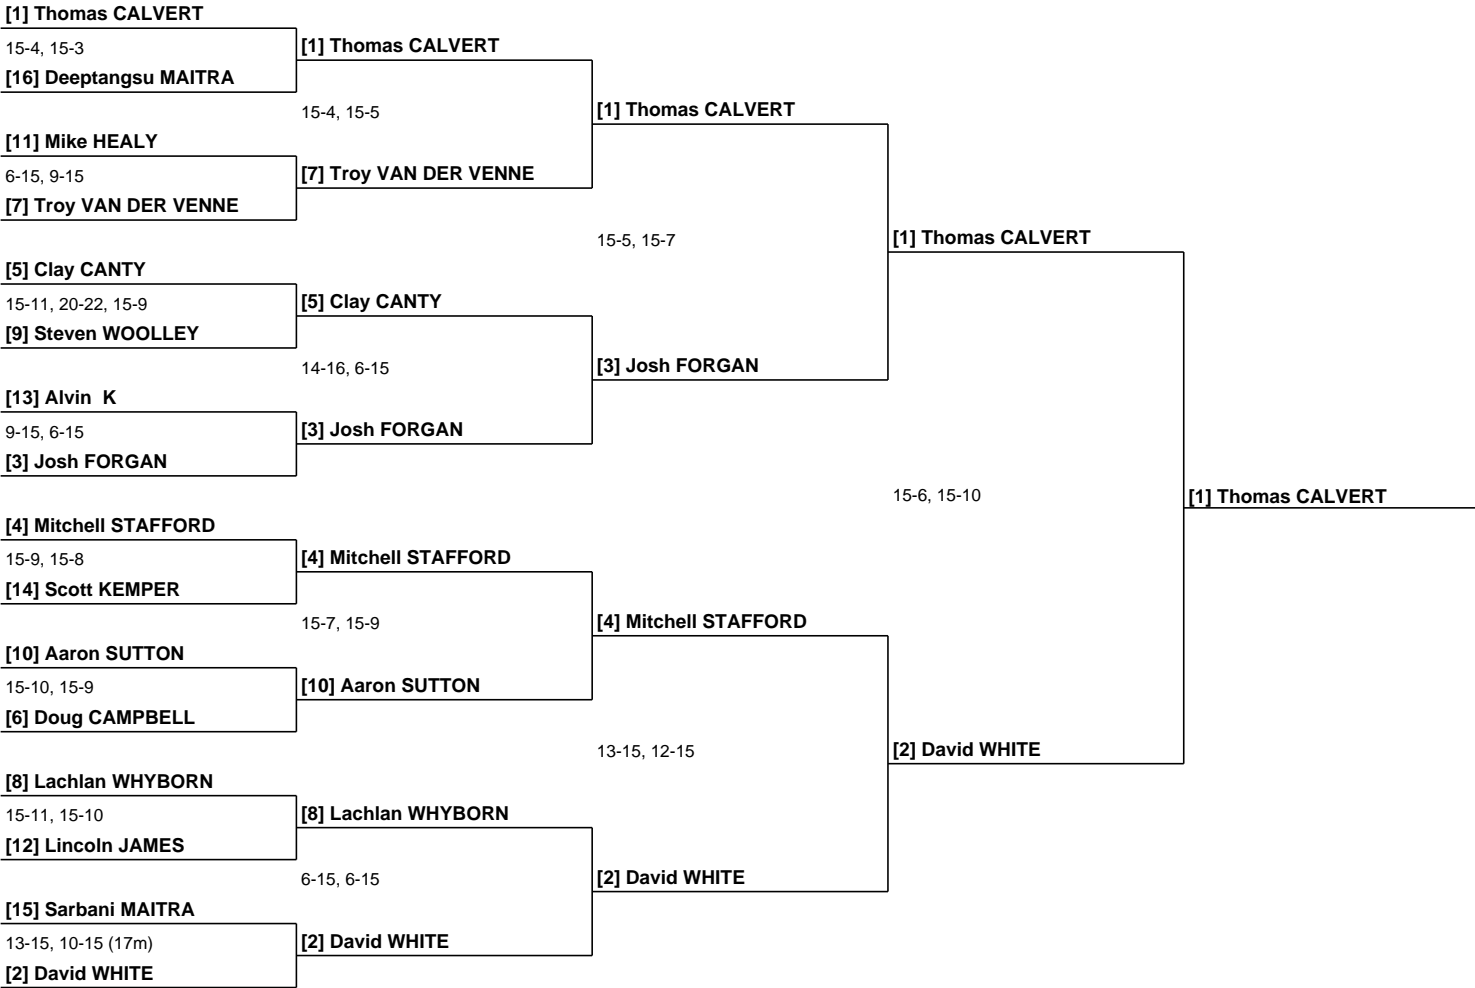 [1] Thomas CALVERT
15-4, 15-3
[16] Deeptangsu MAITRA
[11] Mike HEALY
6-15, 9-15
[7] Troy VAN DER VENNE
[5] Clay CANTY
15-11, 20-22, 15-9
[9] Steven WOOLLEY
[13] Alvin  K
9-15, 6-15
[3] Josh FORGAN
[4] Mitchell STAFFORD
15-9, 15-8
[14] Scott KEMPER
[10] Aaron SUTTON
15-10, 15-9
[6] Doug CAMPBELL
[8] Lachlan WHYBORN
15-11, 15-10
[12] Lincoln JAMES
[15] Sarbani MAITRA
13-15, 10-15 (17m)
[2] David WHITE
[1] Thomas CALVERT
15-4, 15-5
[7] Troy VAN DER VENNE
[5] Clay CANTY
14-16, 6-15
[3] Josh FORGAN
[4] Mitchell STAFFORD
15-7, 15-9
[10] Aaron SUTTON
[8] Lachlan WHYBORN
6-15, 6-15
[2] David WHITE
[1] Thomas CALVERT
15-5, 15-7
[3] Josh FORGAN
[4] Mitchell STAFFORD
13-15, 12-15
[2] David WHITE
[1] Thomas CALVERT
15-6, 15-10
[2] David WHITE
[1] Thomas CALVERT